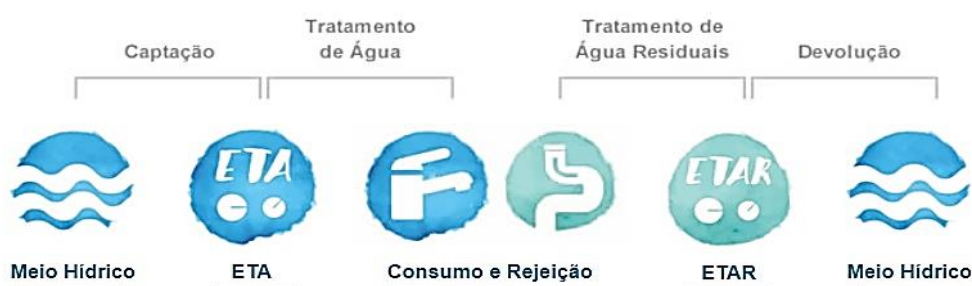 Captação
Tratamento
de Água
Tratamento de
Água Residuais
Devolução
ETA
ETAR
Meio Hídrico
ETA
Consumo e Rejeição
ETAR
Meio Hídrico